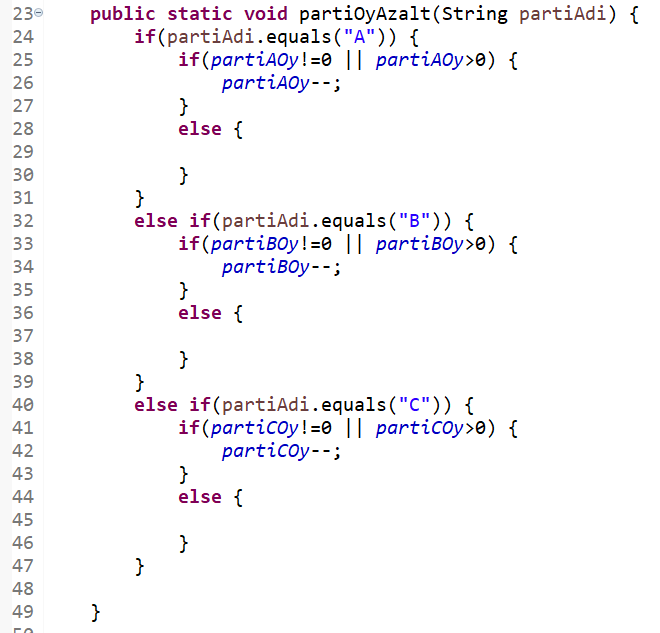 23 public static void partiOyAzalt(String partiAdi) {
24 if(partiAdi.equals("A")) {
25 if(partiAOy!=0 || partiAOy>0) {
26 partiAOy--;
27 }
28 else {
29
30 }
31 }
32 else if(partiAdi.equals("B")) {
33 if(partiBOy!=0 || partiBOy>0) {
34 partiBOy--;
35 }
36 else {
37
38 }
39 }
40 else if(partiAdi.equals("C")) {
41 if(partiCOy!=0 || partiCOy>0) {
42 partiCOy--;
43 }
44 else {
45
46 }
47 }
48
49 }